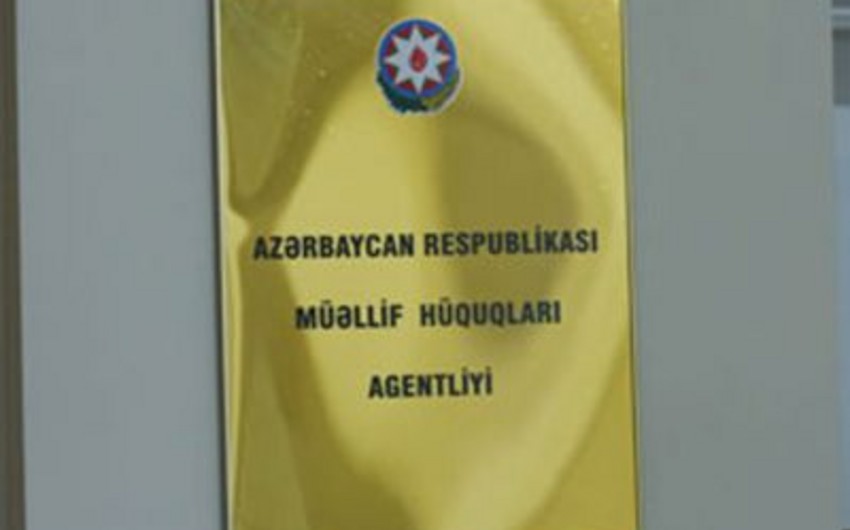 AZƏRBAYCAN RESPUBLİKASI
MÜƏLLİF HÜQUQLARI
AGENTLİYİ